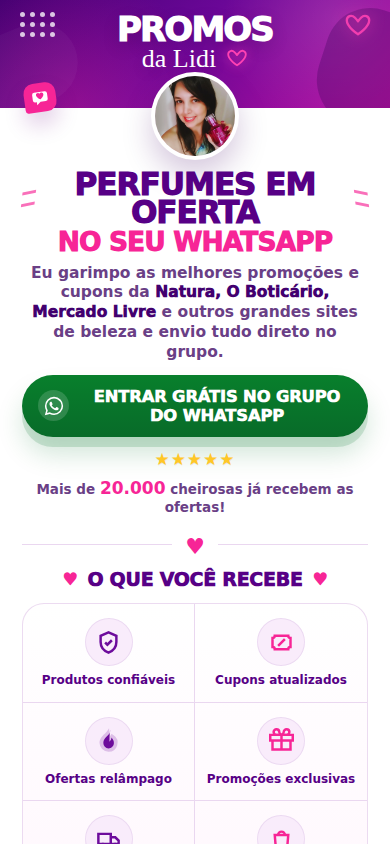 PROMOS
da Lidi
PERFUMES EM
OFERTA
NO SEU WHATSAPP
Eu garimpo as melhores promoções e
cupons da Natura, O Boticário,
Mercado Livre e outros grandes sites
de beleza e envio tudo direto no
grupo.
ENTRAR GRÁTIS NO GRUPO
DO WHATSAPP
Mais de 20.000 cheirosas já recebem as
ofertas!
O QUE VOCÊ RECEBE
Produtos confiáveis
Cupons atualizados
Ofertas relâmpago
Promoções exclusivas